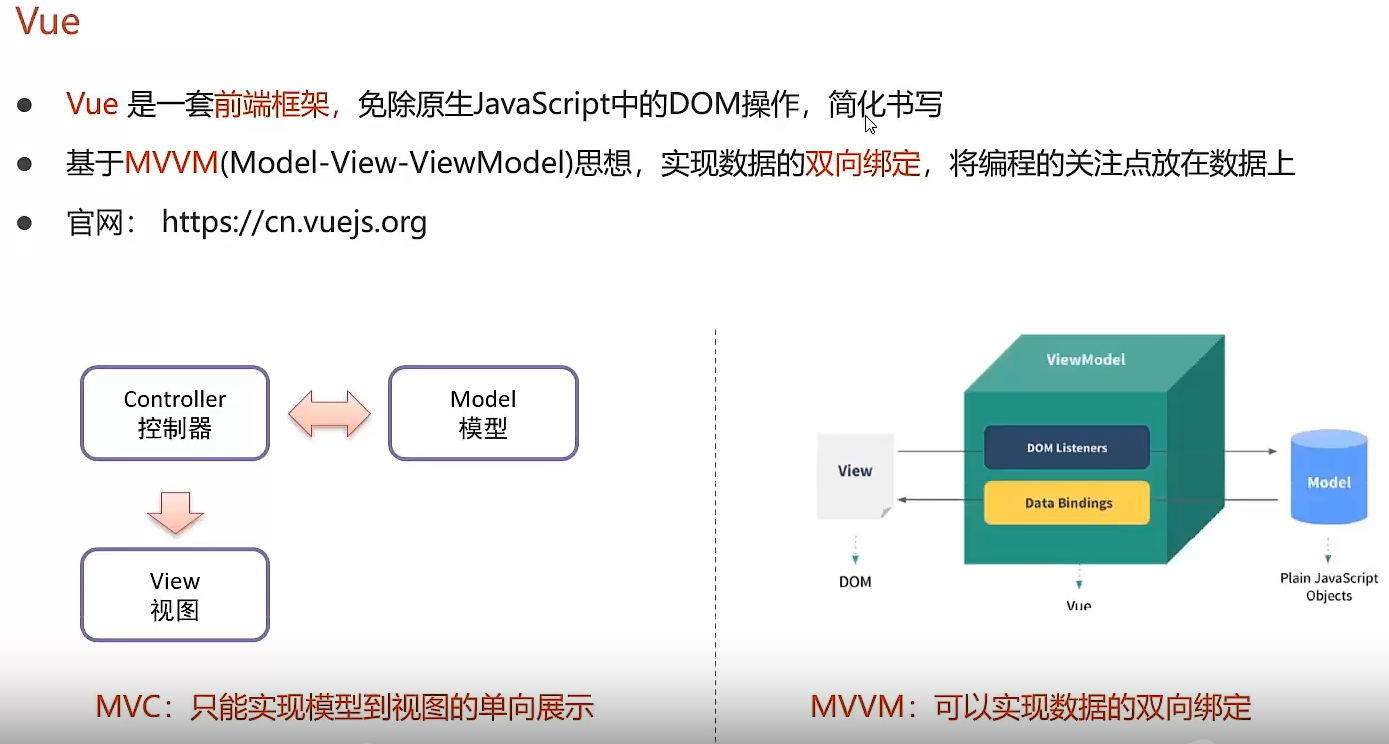 Vue
Vue 是一套前端框架，免除原生JavaScript中的DOM操作，简化书写
基于MVVM(Model-View-ViewModel)思想，实现数据的双向绑定，将编程的关注点放在数据上
官网： https://cn.vuejs.org
Controller
控制器
Model
模型
View
视图
MVC：只能实现模型到视图的单向展示
ViewModel
DOM Listeners
View
Model
Data Bindings
DOM
Vue
Plain JavaScript
Objects
MVVM：可以实现数据的双向绑定